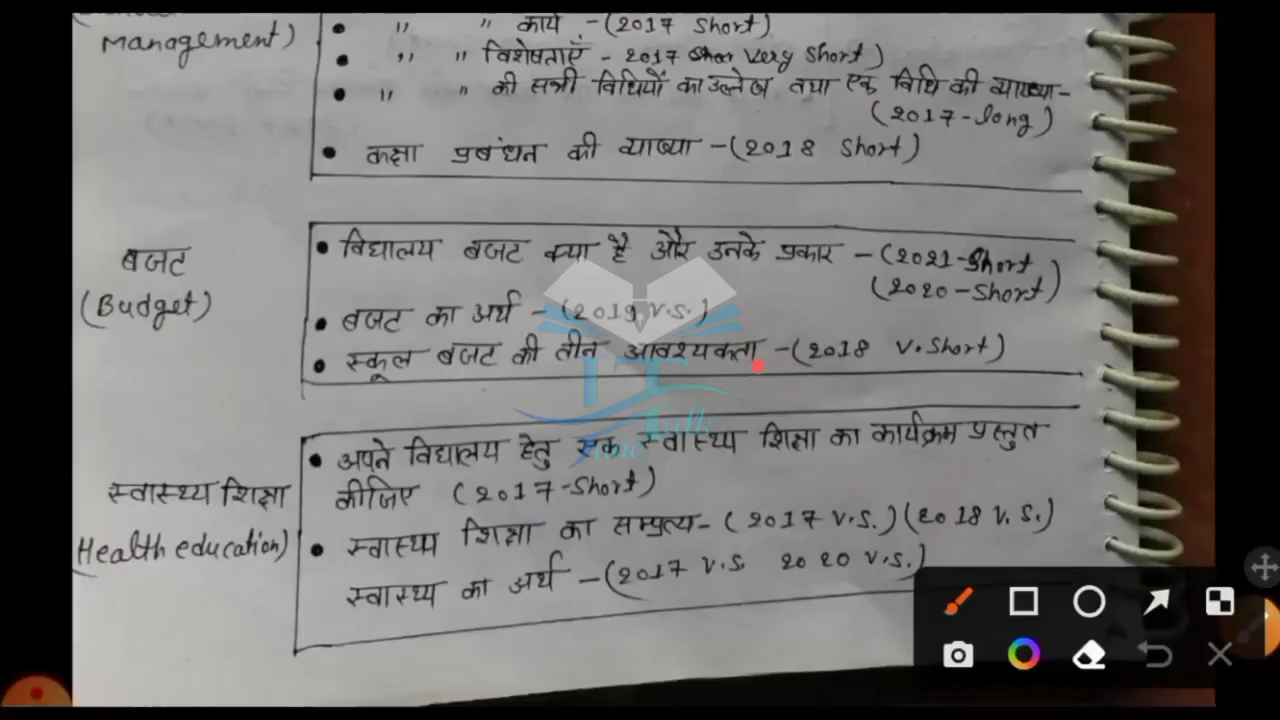 Management)
• ,, ,, कार्य - (2017 Short)
• ,, ,, विशेषताएँ - 2017 Very Short)
• ,, ,, की सभी विधियों का उल्लेख तथा एक विधि की व्याख्या-
(2017-long)
• कक्षा प्रबंधन की व्याख्या - (2018 Short)
बजट
(Budget)
• विद्यालय बजट क्या है और उनके प्रकार - (2021-Short
(2020-Short)
• बजट का अर्थ - (2019 V.S.)
• स्कूल बजट की तीन आवश्यकता - (2018 V.Short)
स्वास्थ्य शिक्षा
(Health education)
• अपने विद्यालय हेतु एक स्वास्थ्य शिक्षा का कार्यक्रम प्रस्तुत
कीजिए (2017-Short)
• स्वास्थ्य शिक्षा का सम्प्रत्य- (2017 V.S.) (2018 V.S.)
स्वास्थ्य का अर्थ - (2017 V.S 2020 V.S.)